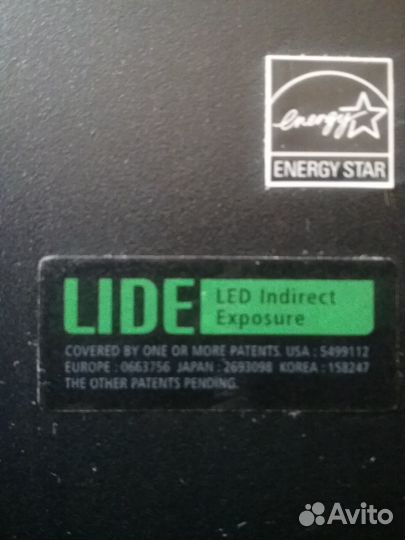 energy
ENERGY STAR
LIDE
LED Indirect
Exposure
COVERED BY ONE OR MORE PATENTS. USA : 5499112
EUROPE : 0663756 JAPAN : 2693098 KOREA : 158247
THE OTHER PATENTS PENDING.
Avito